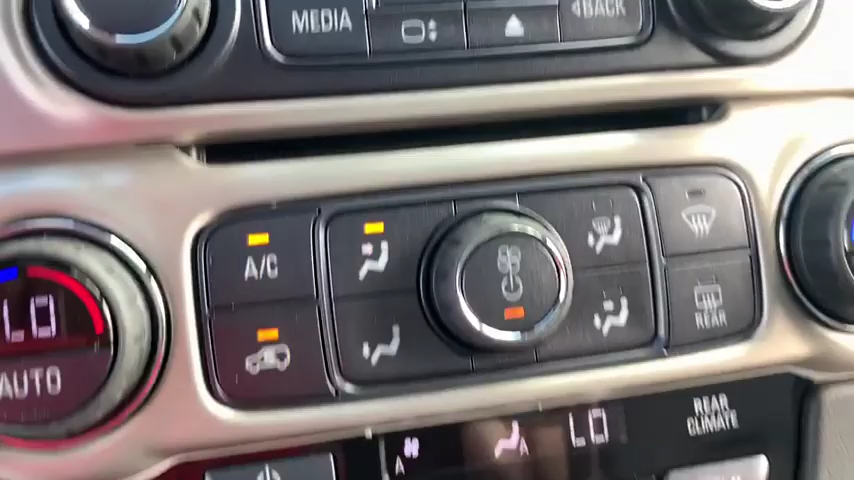 MEDIA
BACK
A/C
LO
AUTO
REAR
A
A
LO
REAR
CLIMATE